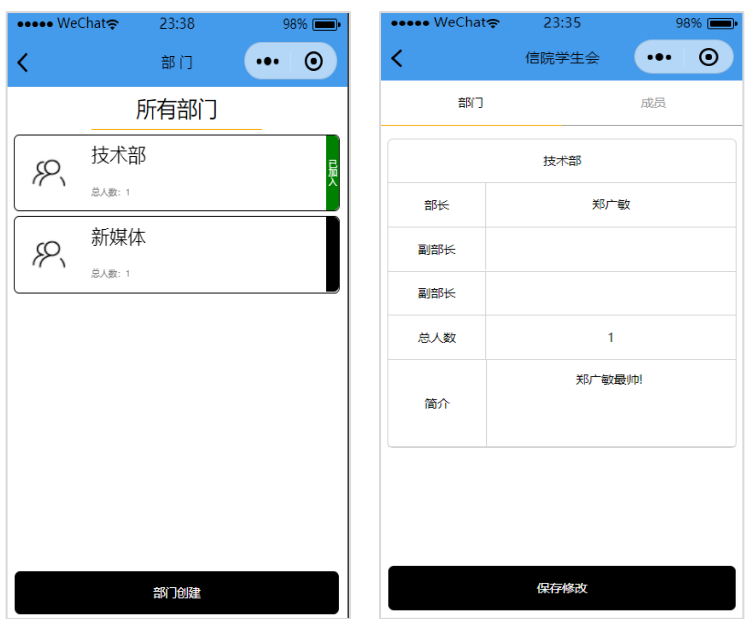 WeChat 23:38 98%
部门
所有部门
技术部
总人数: 1
已加入
新媒体
总人数: 1
部门创建
WeChat 23:35 98%
信院学生会
部门 成员
技术部
部长 郑广敏
副部长
副部长
总人数 1
简介 郑广敏最帅!
保存修改